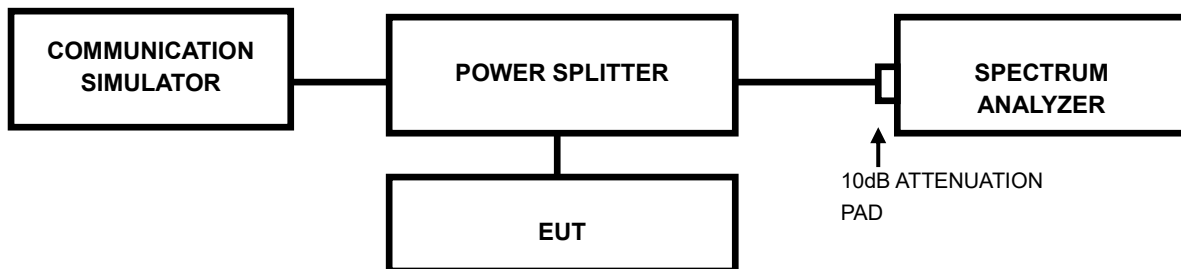 COMMUNICATION
SIMULATOR
POWER SPLITTER
SPECTRUM
ANALYZER
10dB ATTENUATION
PAD
EUT